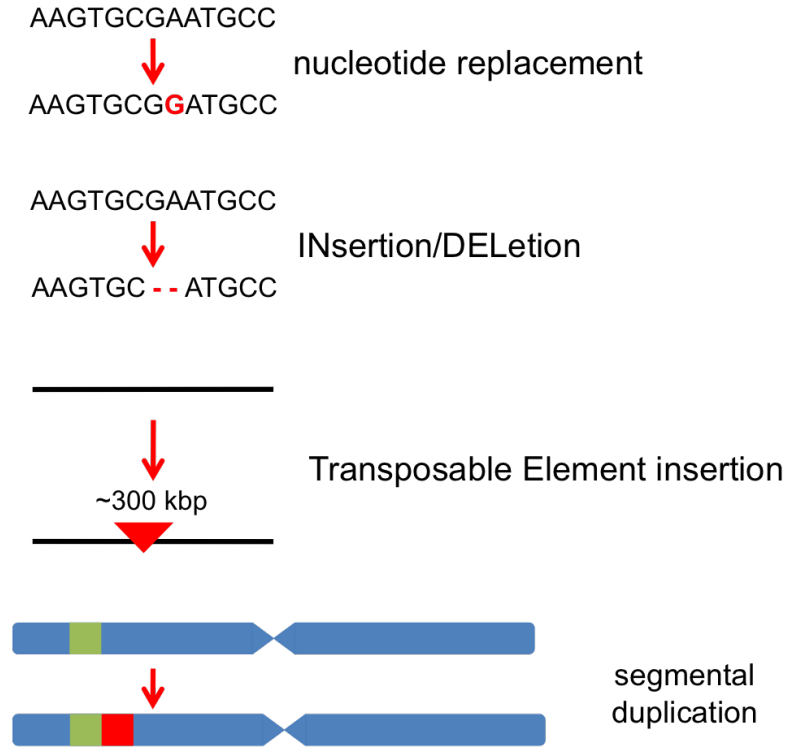 AAGTGCGAATGCC
nucleotide replacement
AAGTGCGGATGCC
AAGTGCGAATGCC
INsertion/DELetion
AAGTGC--ATGCC
Transposable Element insertion
~300 kbp
segmental
duplication